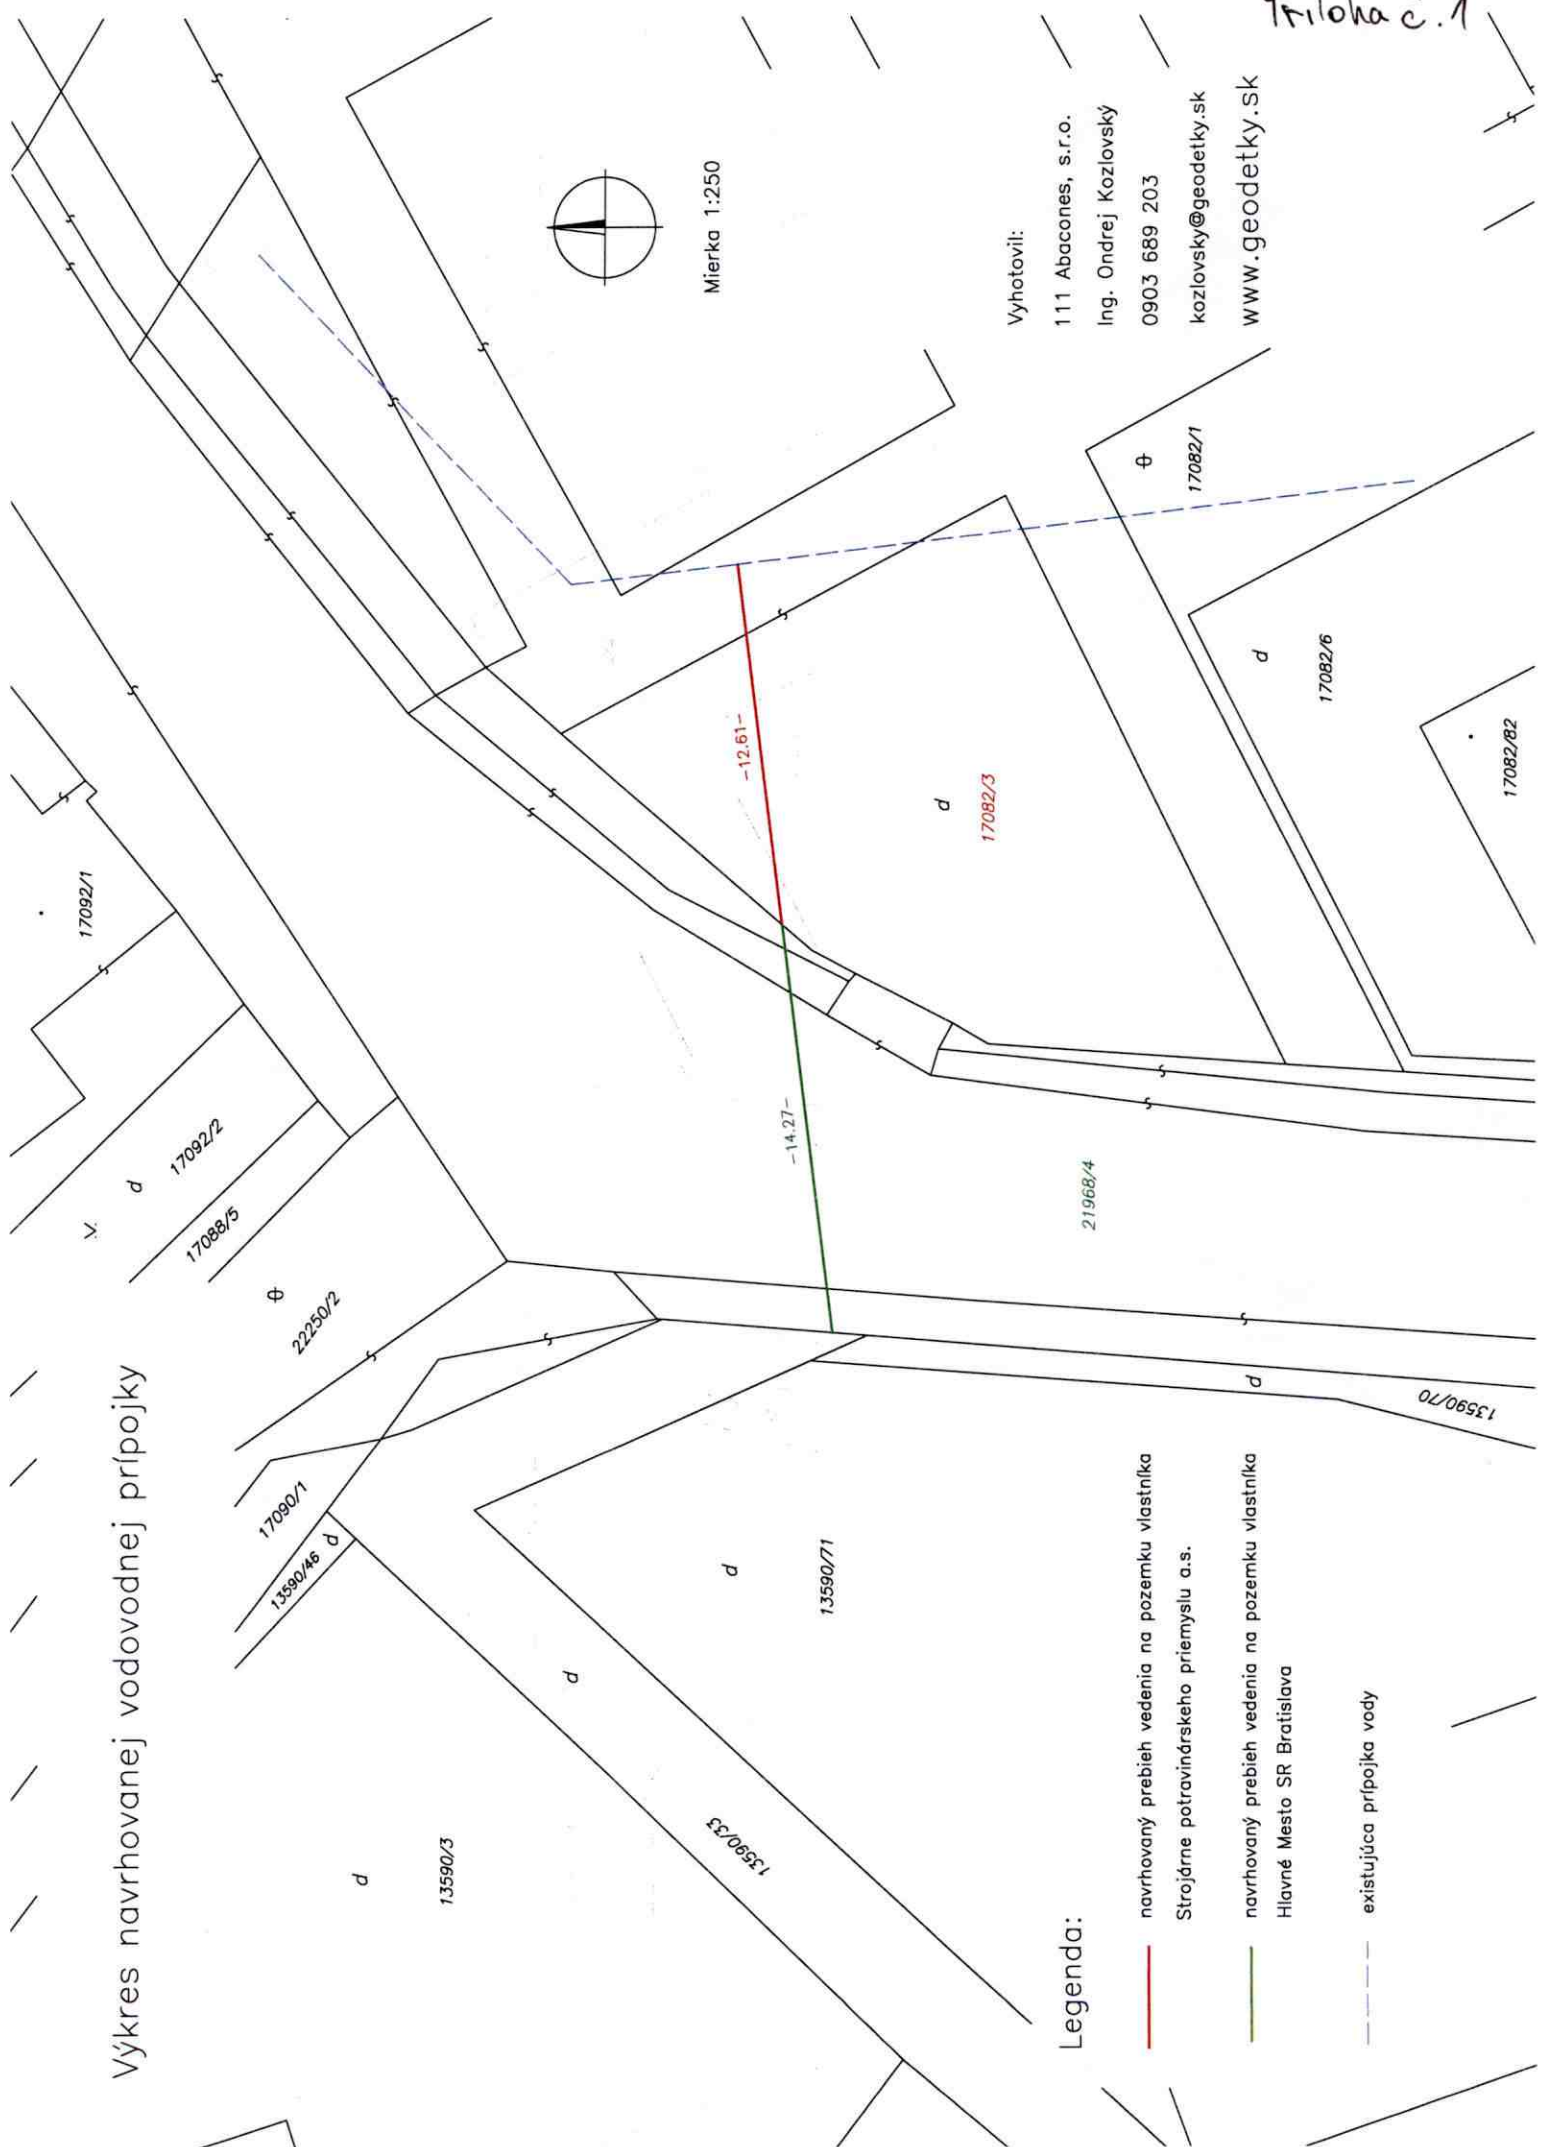 Príloha č. 1
Výkres navrhovanej vodovodnej prípojky
Mierka 1:250
Vyhotovil:
111 Abacones, s.r.o.
Ing. Ondrej Kozlovský
0903 689 203
kozlovsky@geodetky.sk
www.geodetky.sk
17092/1
17092/2
17088/5
22250/2
17090/1
13590/46
13590/3
13590/33
13590/71
13590/70
21968/4
-14.27-
-12.61-
17082/3
17082/1
17082/6
17082/82
Legenda:
navrhovaný prebieh vedenia na pozemku vlastníka
Strojárne potravinárskeho priemyslu a.s.
navrhovaný prebieh vedenia na pozemku vlastníka
Hlavné Mesto SR Bratislava
existujúca prípojka vody